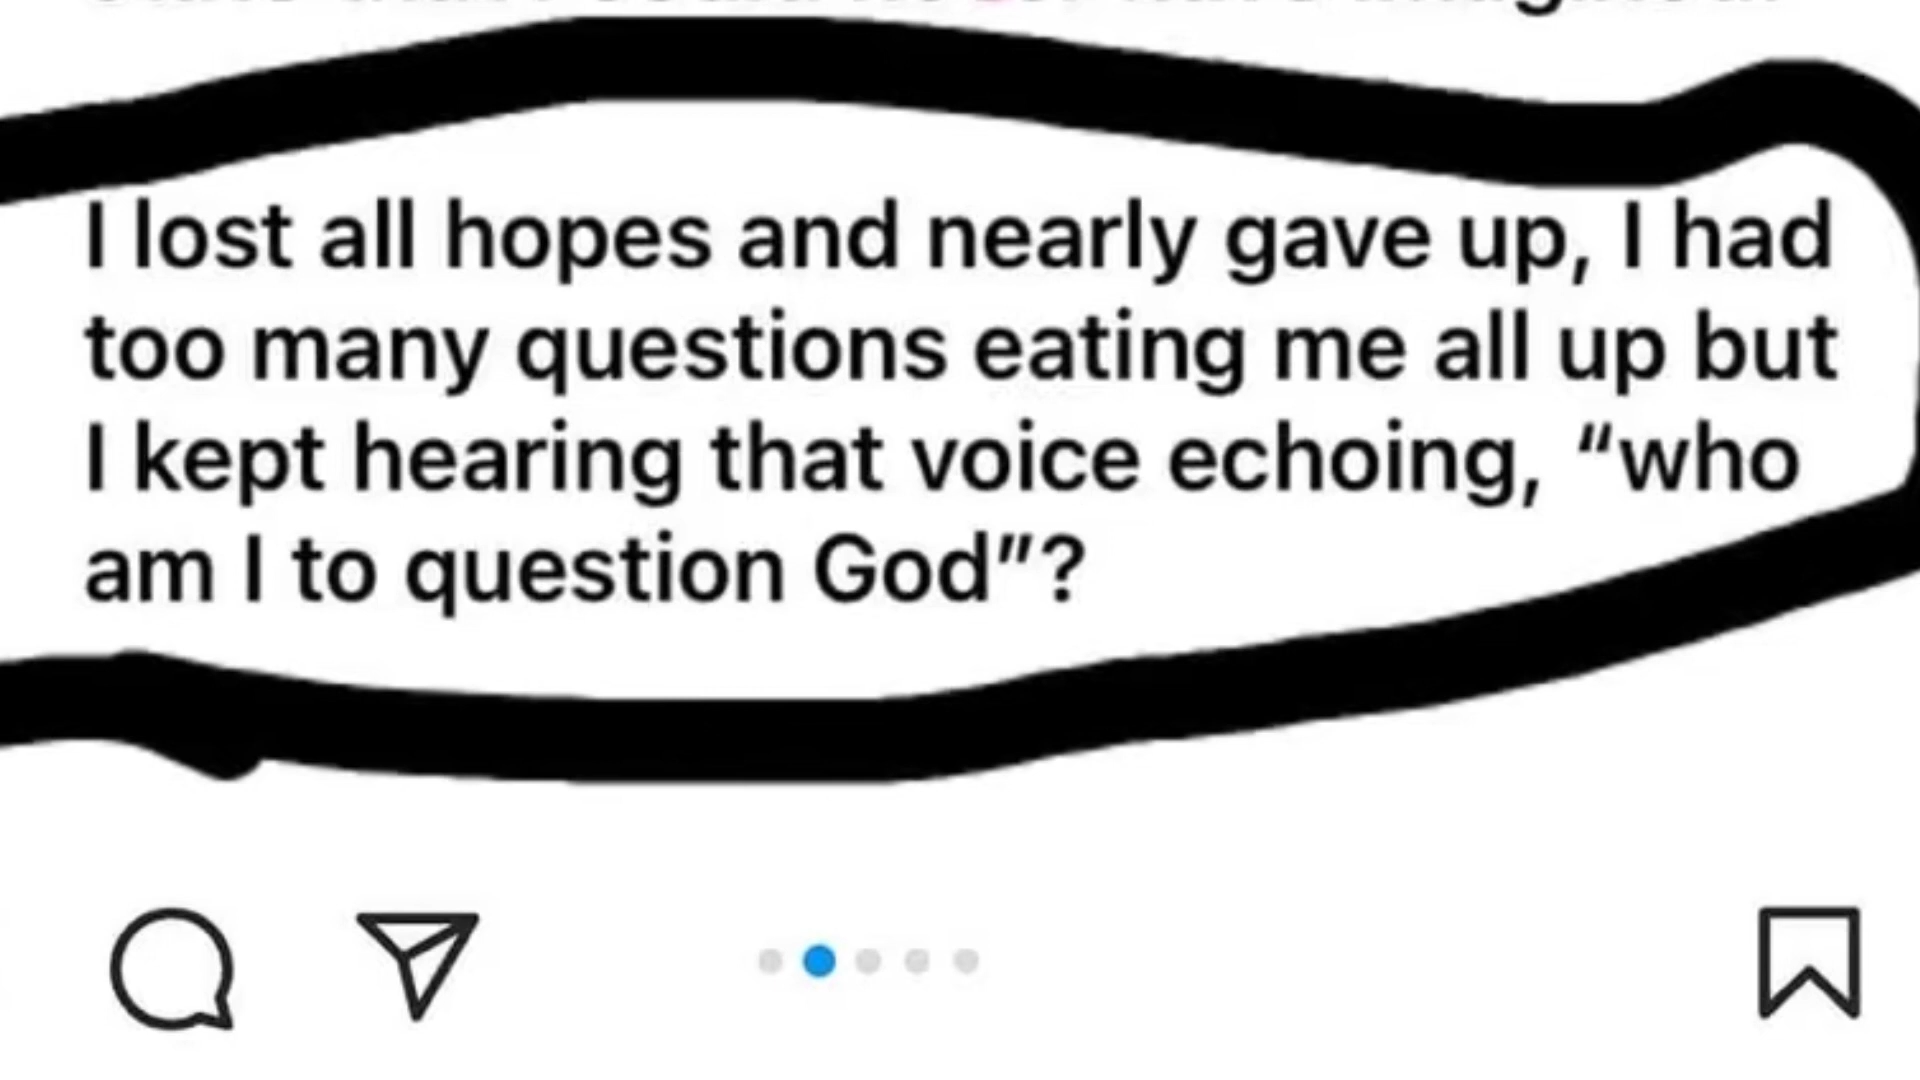 I lost all hopes and nearly gave up, I had
too many questions eating me all up but
I kept hearing that voice echoing, “who
am I to question God”?